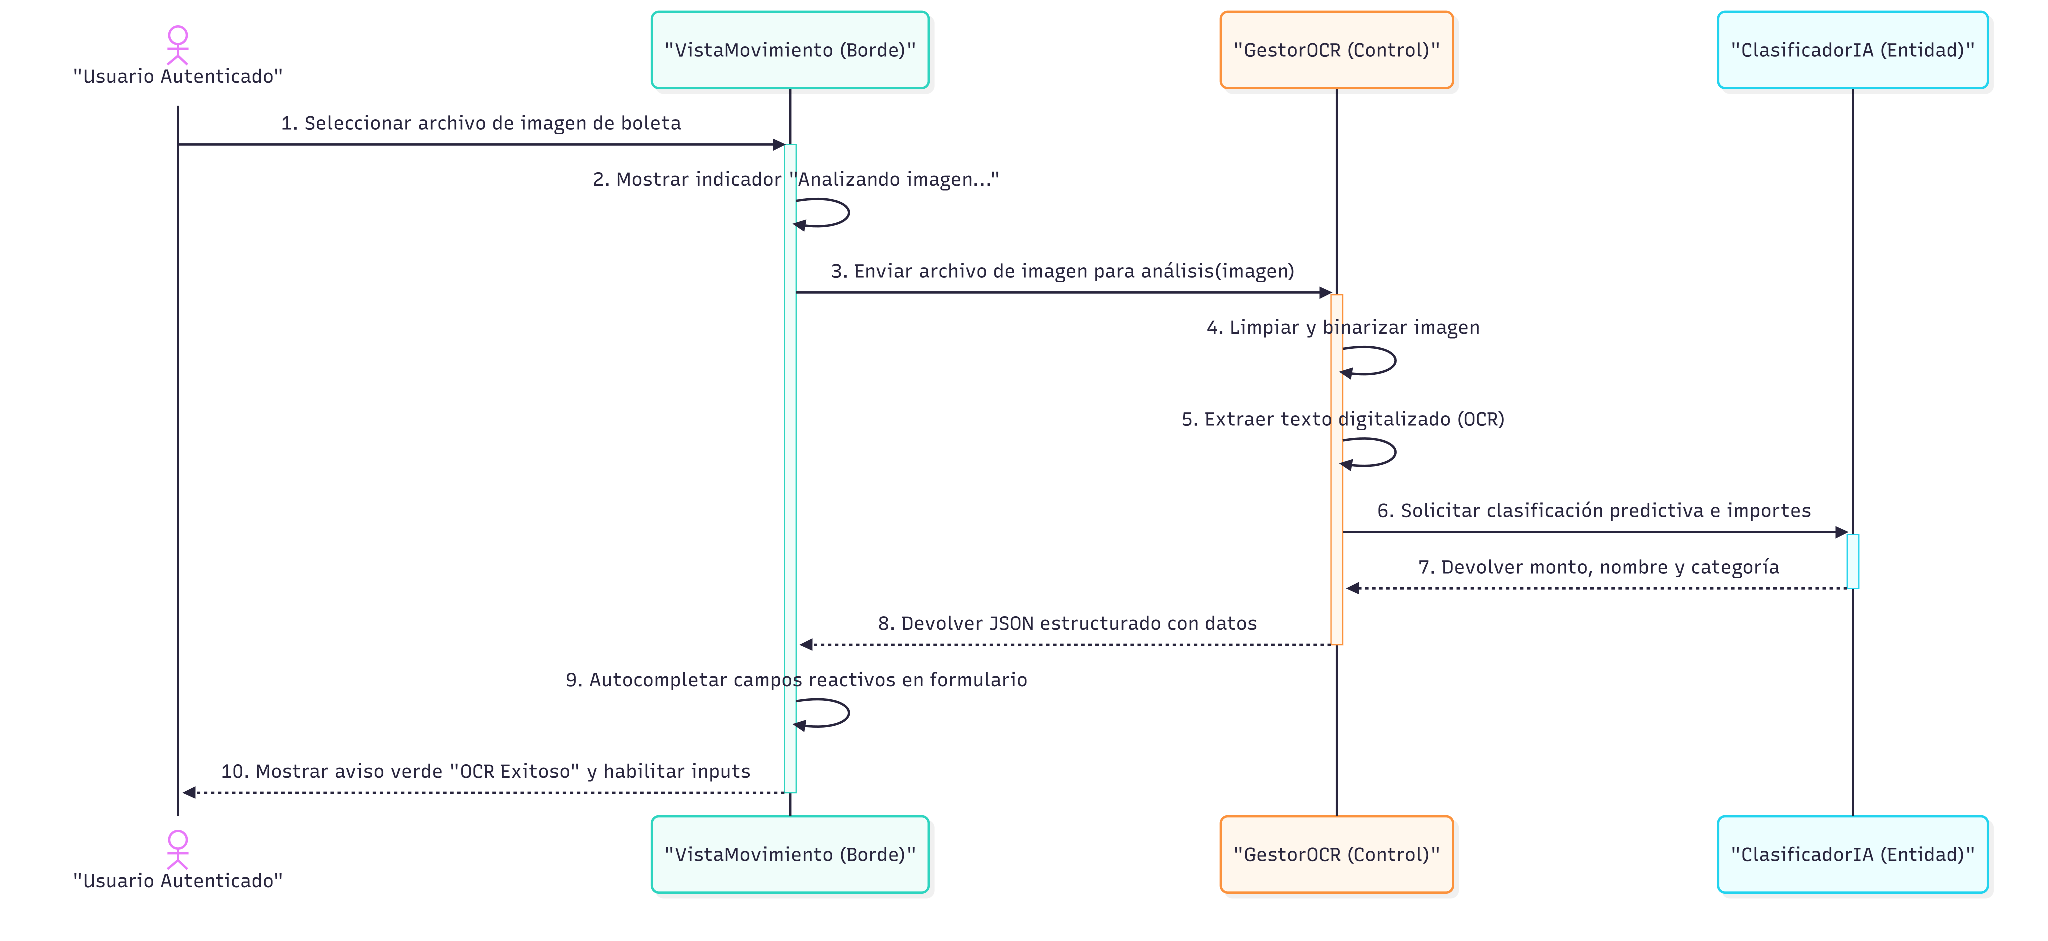 "Usuario Autenticado"
"VistaMovimiento (Borde)"
"GestorOCR (Control)"
"ClasificadorIA (Entidad)"
1. Seleccionar archivo de imagen de boleta
2. Mostrar indicador "Analizando imagen..."
3. Enviar archivo de imagen para análisis(imagen)
4. Limpiar y binarizar imagen
5. Extraer texto digitalizado (OCR)
6. Solicitar clasificación predictiva e importes
7. Devolver monto, nombre y categoría
8. Devolver JSON estructurado con datos
9. Autocompletar campos reactivos en formulario
10. Mostrar aviso verde "OCR Exitoso" y habilitar inputs
"Usuario Autenticado"
"VistaMovimiento (Borde)"
"GestorOCR (Control)"
"ClasificadorIA (Entidad)"